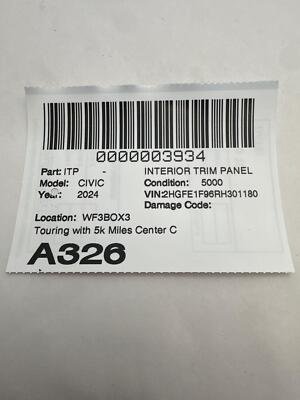 0000003934
Part: ITP - INTERIOR TRIM PANEL
Model: CIVIC Condition: 5000
Year: 2024 VIN:2HGFE1F96RH301180
Damage Code:
Location: WF3BOX3
Touring with 5k Miles Center C
A326